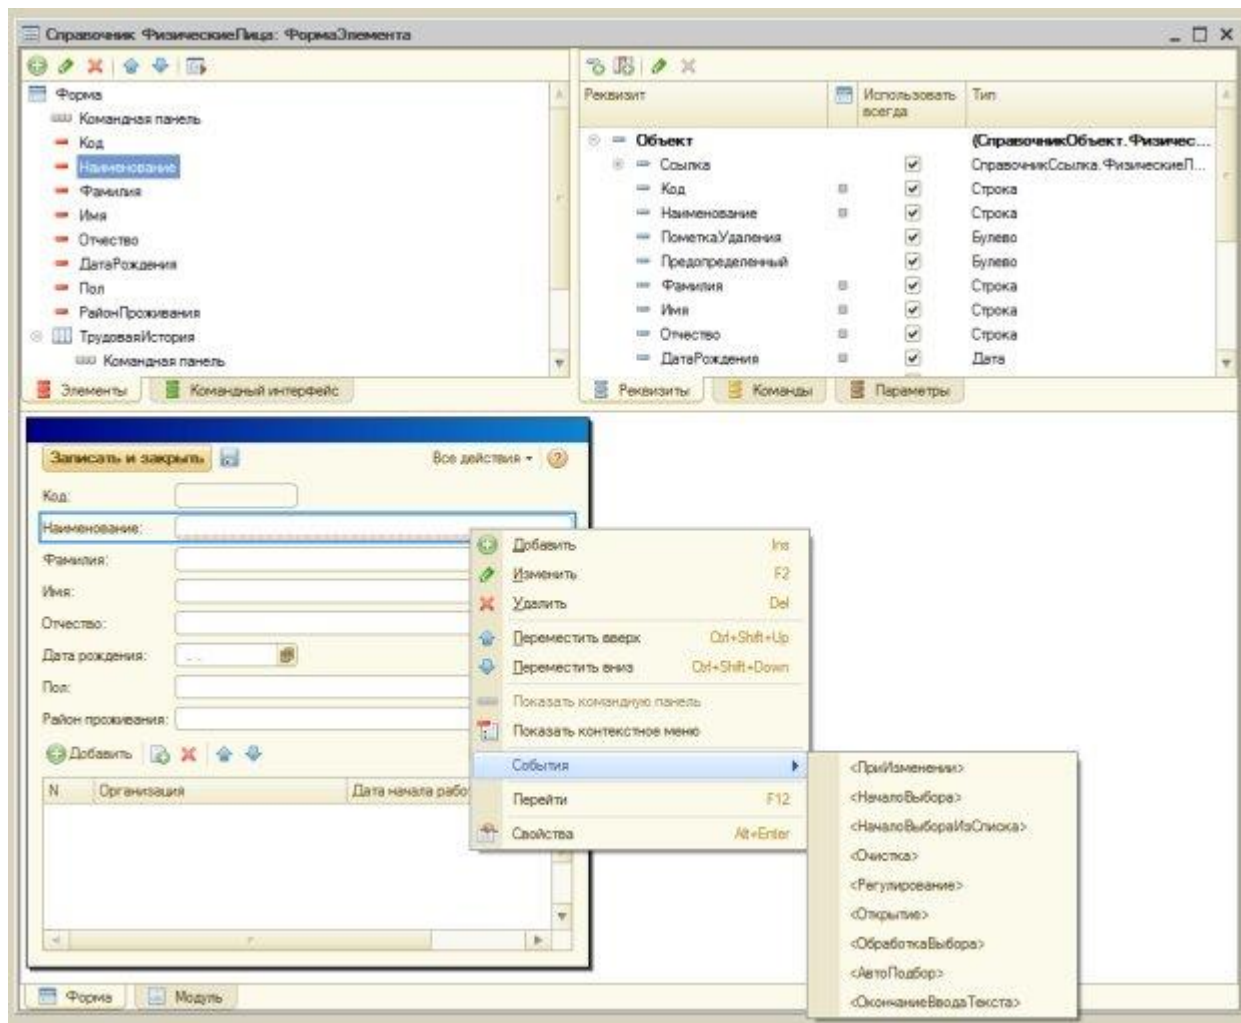 Справочник ФизическиеЛица: ФормаЭлемента
Форма
Командная панель
Код
Наименование
Фамилия
Имя
Отчество
ДатаРождения
Пол
РайонПроживания
ТрудоваяИстория
Командная панель
Элементы
Командный интерфейс
Реквизит
Использовать всегда
Тип
Объект
(СправочникОбъект.Физичес...
Ссылка
СправочникСсылка.ФизическиеЛ...
Код
Строка
Наименование
Строка
ПометкаУдаления
Булево
Предопределенный
Булево
Фамилия
Строка
Имя
Строка
Отчество
Строка
ДатаРождения
Дата
Реквизиты
Команды
Параметры
Записать и закрыть
Все действия
Код:
Наименование:
Фамилия:
Имя:
Отчество:
Дата рождения:
. .
Пол:
Район проживания:
Добавить
N
Организация
Дата начала рабо
Добавить Ins
Изменить F2
Удалить Del
Переместить вверх Ctrl+Shift+Up
Переместить вниз Ctrl+Shift+Down
Показать командную панель
Показать контекстное меню
События
Перейти F12
Свойства Alt+Enter
<ПриИзменении>
<НачалоВыбора>
<НачалоВыбораИзСписка>
<Очистка>
<Регулирование>
<Открытие>
<ОбработкаВыбора>
<АвтоПодбор>
<ОкончаниеВводаТекста>
Форма
Модуль